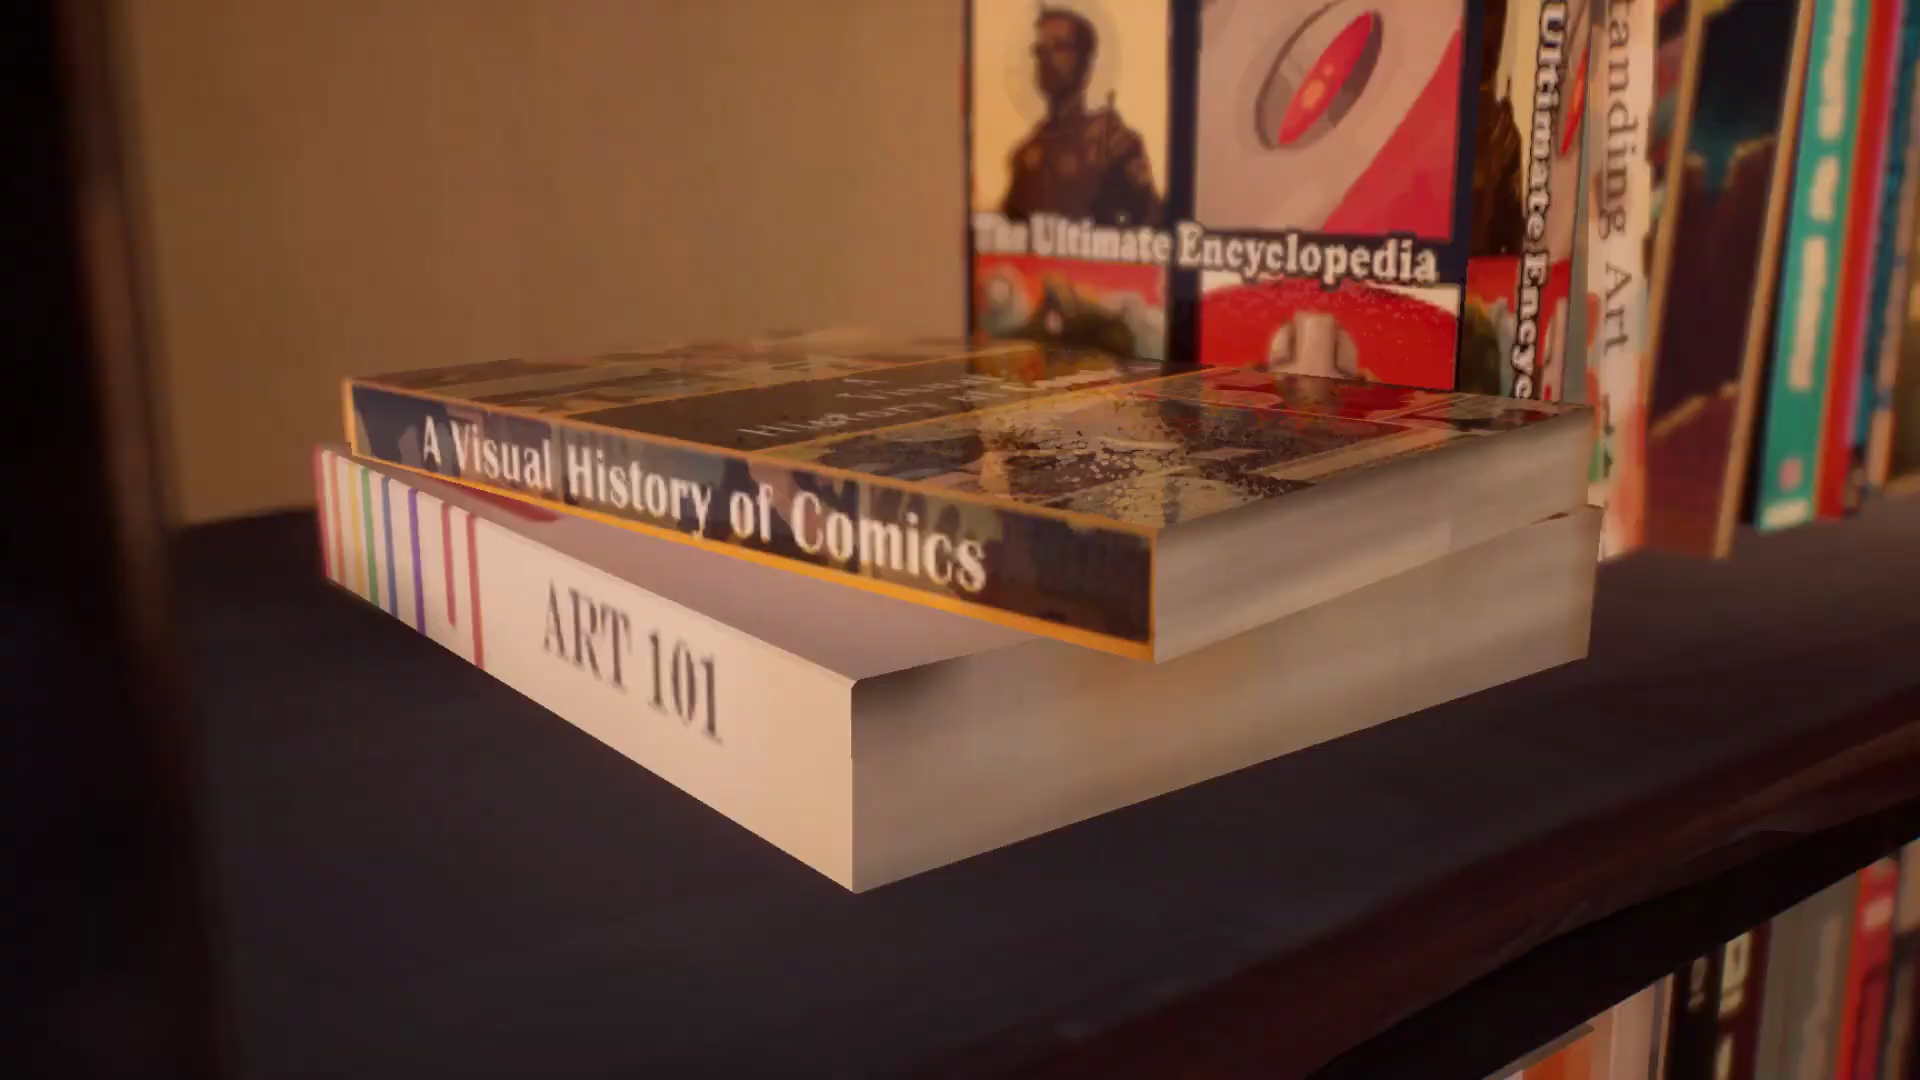 The Ultimate Encyclopedia
Ultimate Encyc
tanding Art
A Visual History of Comics
ART 101